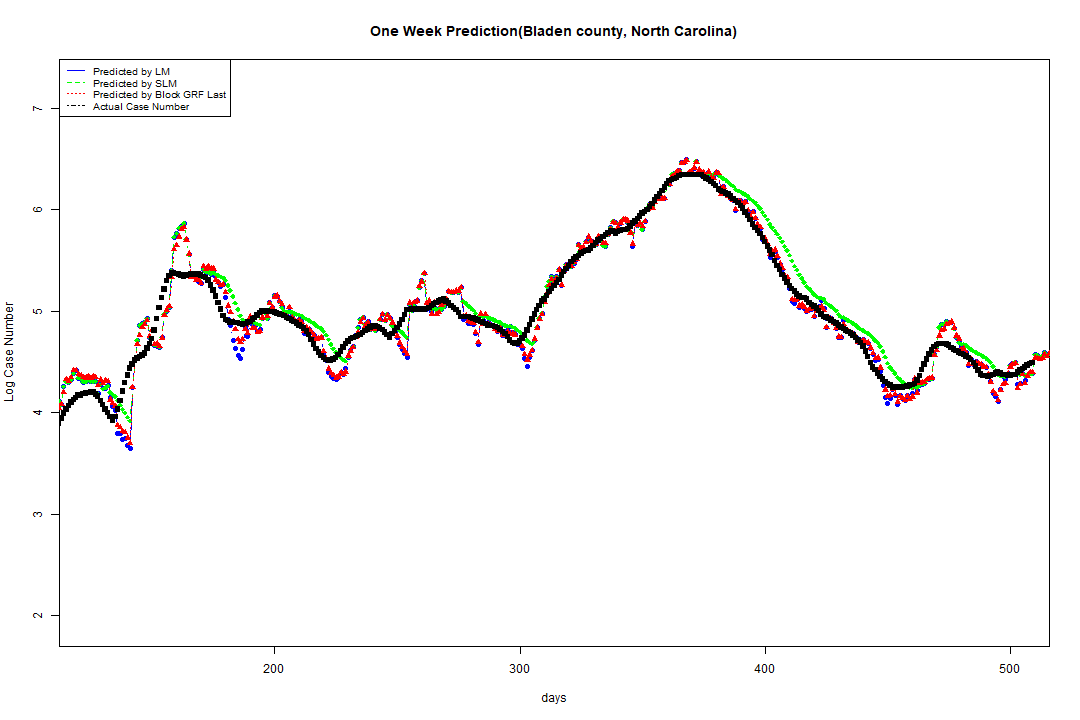 One Week Prediction(Bladen county, North Carolina)
Predicted by LM
Predicted by SLM
Predicted by Block GRF Last
Actual Case Number
7
6
5
4
3
2
Log Case Number
200 300 400 500
days